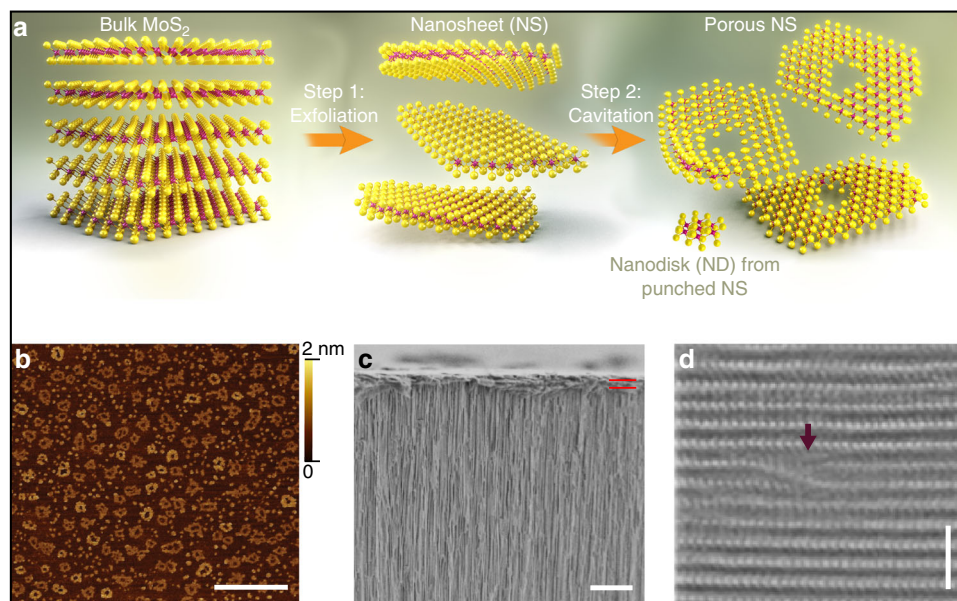 a
Bulk MoS2
Nanosheet (NS)
Porous NS
Step 1:
Exfoliation
Step 2:
Cavitation
Nanodisk (ND) from
punched NS
b
2 nm
0
c
d